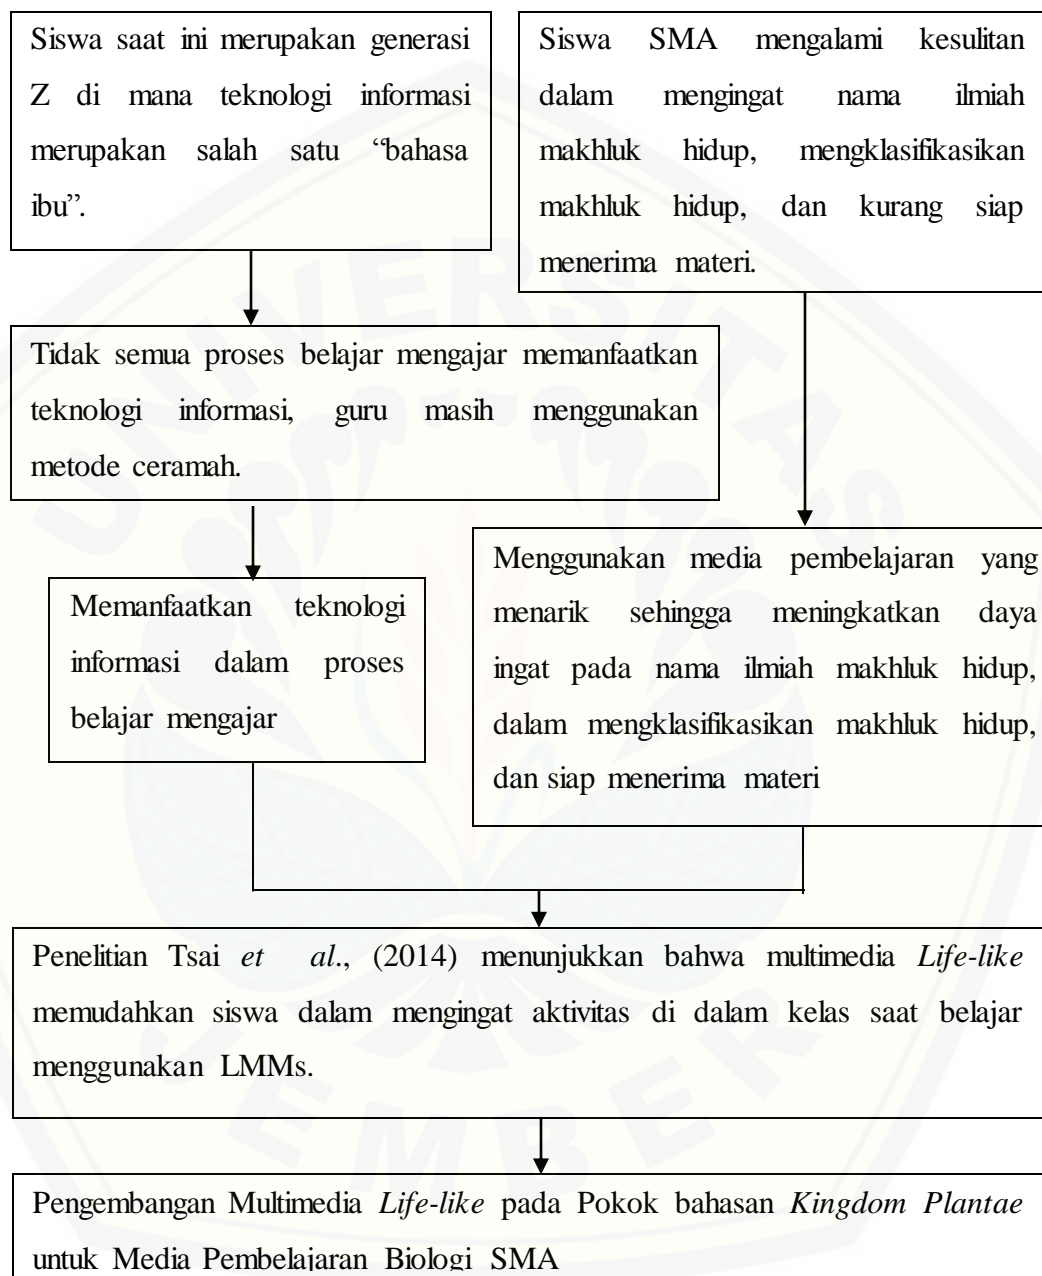 Siswa saat ini merupakan generasi
Z di mana teknologi informasi
merupakan salah satu “bahasa
ibu”.
Siswa SMA mengalami kesulitan
dalam mengingat nama ilmiah
makhluk hidup, mengklasifikasikan
makhluk hidup, dan kurang siap
menerima materi.
Tidak semua proses belajar mengajar memanfaatkan
teknologi informasi, guru masih menggunakan
metode ceramah.
Memanfaatkan teknologi
informasi dalam proses
belajar mengajar
Menggunakan media pembelajaran yang
menarik sehingga meningkatkan daya
ingat pada nama ilmiah makhluk hidup,
dalam mengklasifikasikan makhluk hidup,
dan siap menerima materi
Penelitian Tsai et al., (2014) menunjukkan bahwa multimedia Life-like
memudahkan siswa dalam mengingat aktivitas di dalam kelas saat belajar
menggunakan LMMs.
Pengembangan Multimedia Life-like pada Pokok bahasan Kingdom Plantae
untuk Media Pembelajaran Biologi SMA
UNIVERSITAS
JEMBER